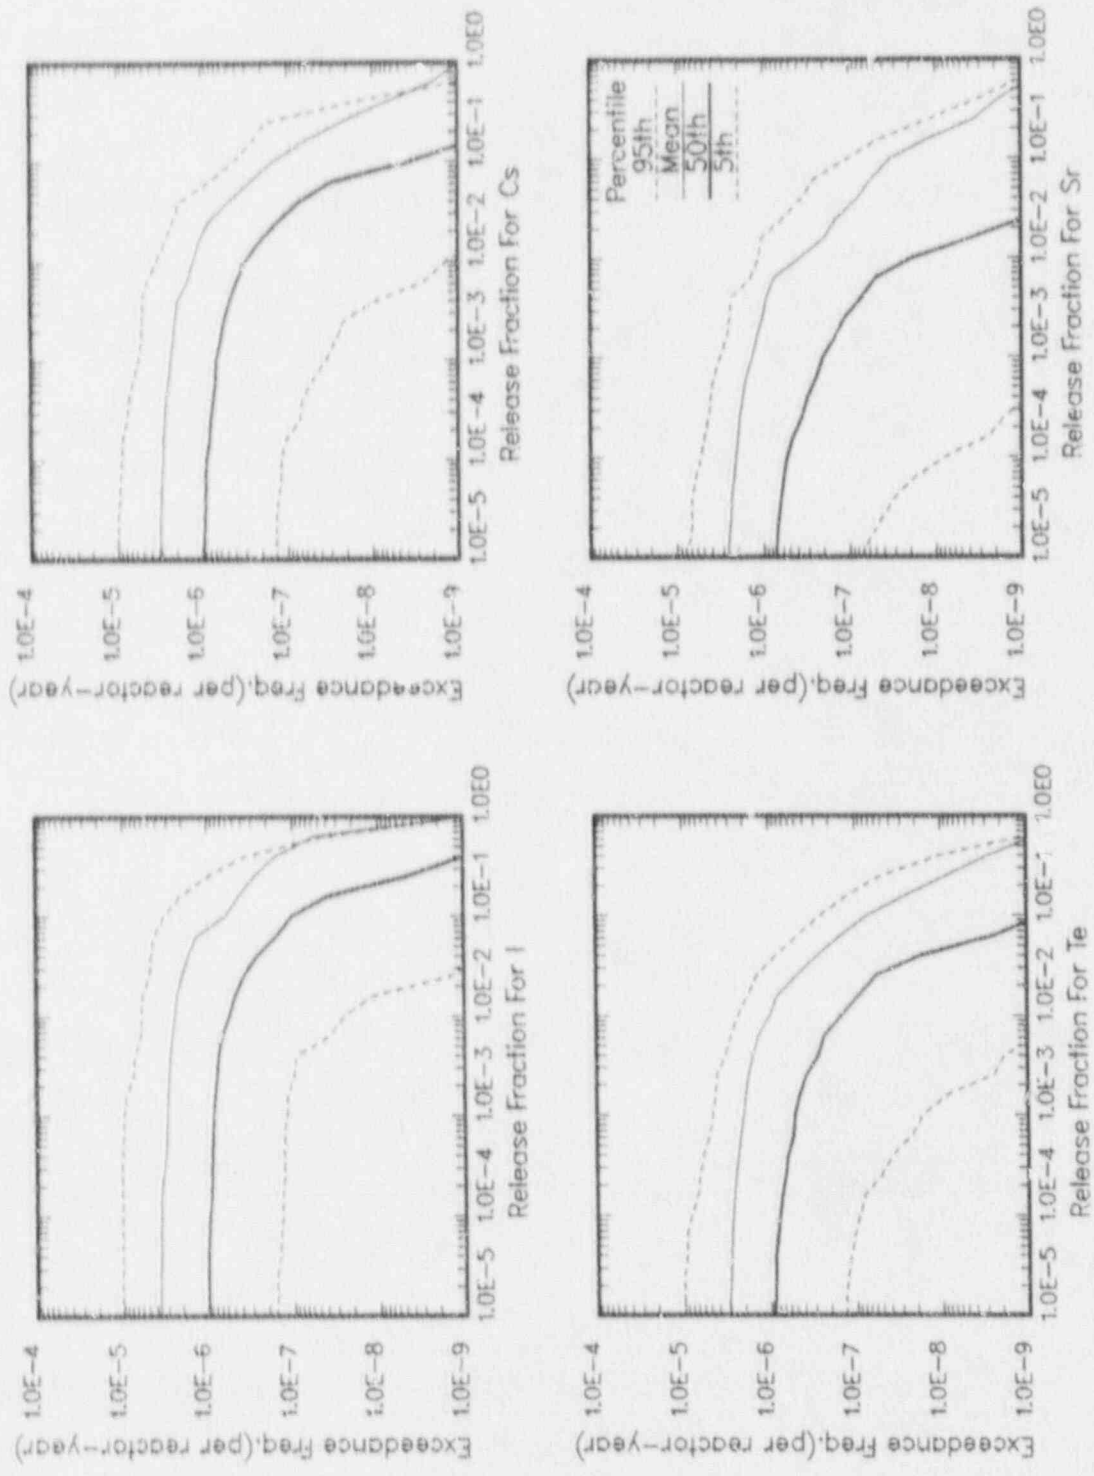 Exceedance Freq.(per reactor-year)
1.0E-4
1.0E-5
1.0E-6
1.0E-7
1.0E-8
1.0E-9
1.0E-5 1.0E-4 1.0E-3 1.0E-2 1.0E-1 1.0E0
Release Fraction For I
Exceedance Freq.(per reactor-year)
1.0E-4
1.0E-5
1.0E-6
1.0E-7
1.0E-8
1.0E-9
1.0E-5 1.0E-4 1.0E-3 1.0E-2 1.0E-1 1.0E0
Release Fraction For Cs
Exceedance Freq.(per reactor-year)
1.0E-4
1.0E-5
1.0E-6
1.0E-7
1.0E-8
1.0E-9
1.0E-5 1.0E-4 1.0E-3 1.0E-2 1.0E-1 1.0E0
Release Fraction For Te
Exceedance Freq.(per reactor-year)
1.0E-4
1.0E-5
1.0E-6
1.0E-7
1.0E-8
1.0E-9
Percentile
95th
Mean
50th
5th
1.0E-5 1.0E-4 1.0E-3 1.0E-2 1.0E-1 1.0E0
Release Fraction For Sr